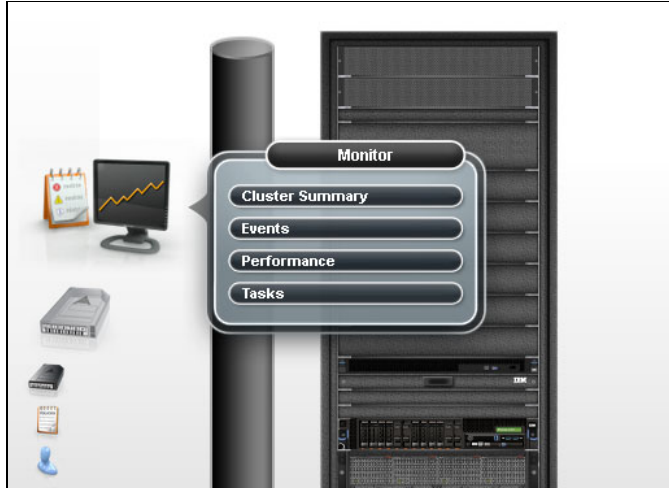 Monitor
Cluster Summary
Events
Performance
Tasks
IBM